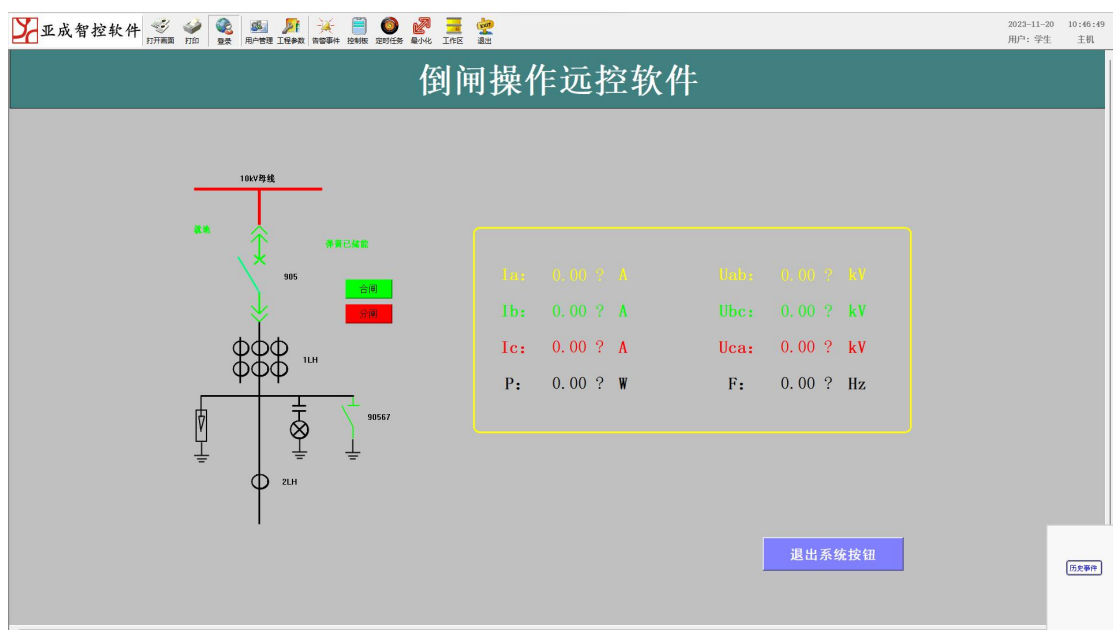 亚成智控软件
打开画面 打印 登录 用户管理 工程参数 告警事件 控制板 定时任务 最小化 工作区 退出
2023-11-20 10:46:49
用户: 学生 主机
倒闸操作远控软件
10kV母线
弹簧已储能
905
合闸
分闸
1LH
90567
2LH
Ia: 0.00 ? A Uab: 0.00 ? kV
Ib: 0.00 ? A Ubc: 0.00 ? kV
Ic: 0.00 ? A Uca: 0.00 ? kV
P: 0.00 ? W F: 0.00 ? Hz
退出系统按钮
历史事件